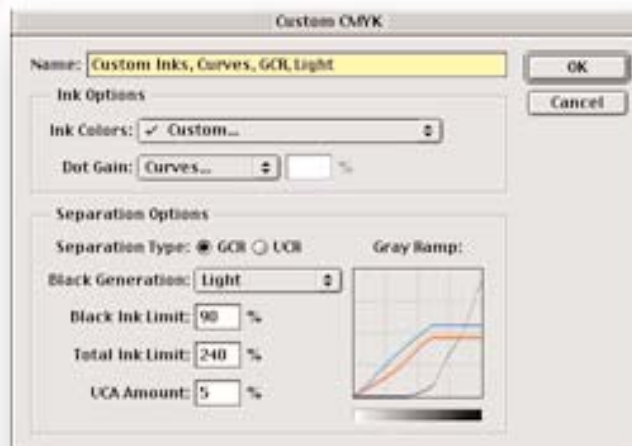 Custom CMYK
Name: Custom Inks, Curves, GCR, Light
OK
Cancel
Ink Options
Ink Colors: ✓ Custom...
Dot Gain: Curves... %
Separation Options
Separation Type: GCR UCR
Gray Ramp:
Black Generation: Light
Black Ink Limit: 90 %
Total Ink Limit: 240 %
UCA Amount: 5 %